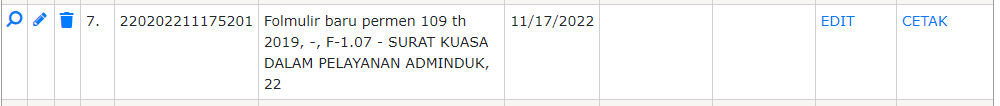 7. 220202211175201 Folmulir baru permen 109 th 11/17/2022 EDIT CETAK
2019, -, F-1.07 - SURAT KUASA
DALAM PELAYANAN ADMINDUK,
22